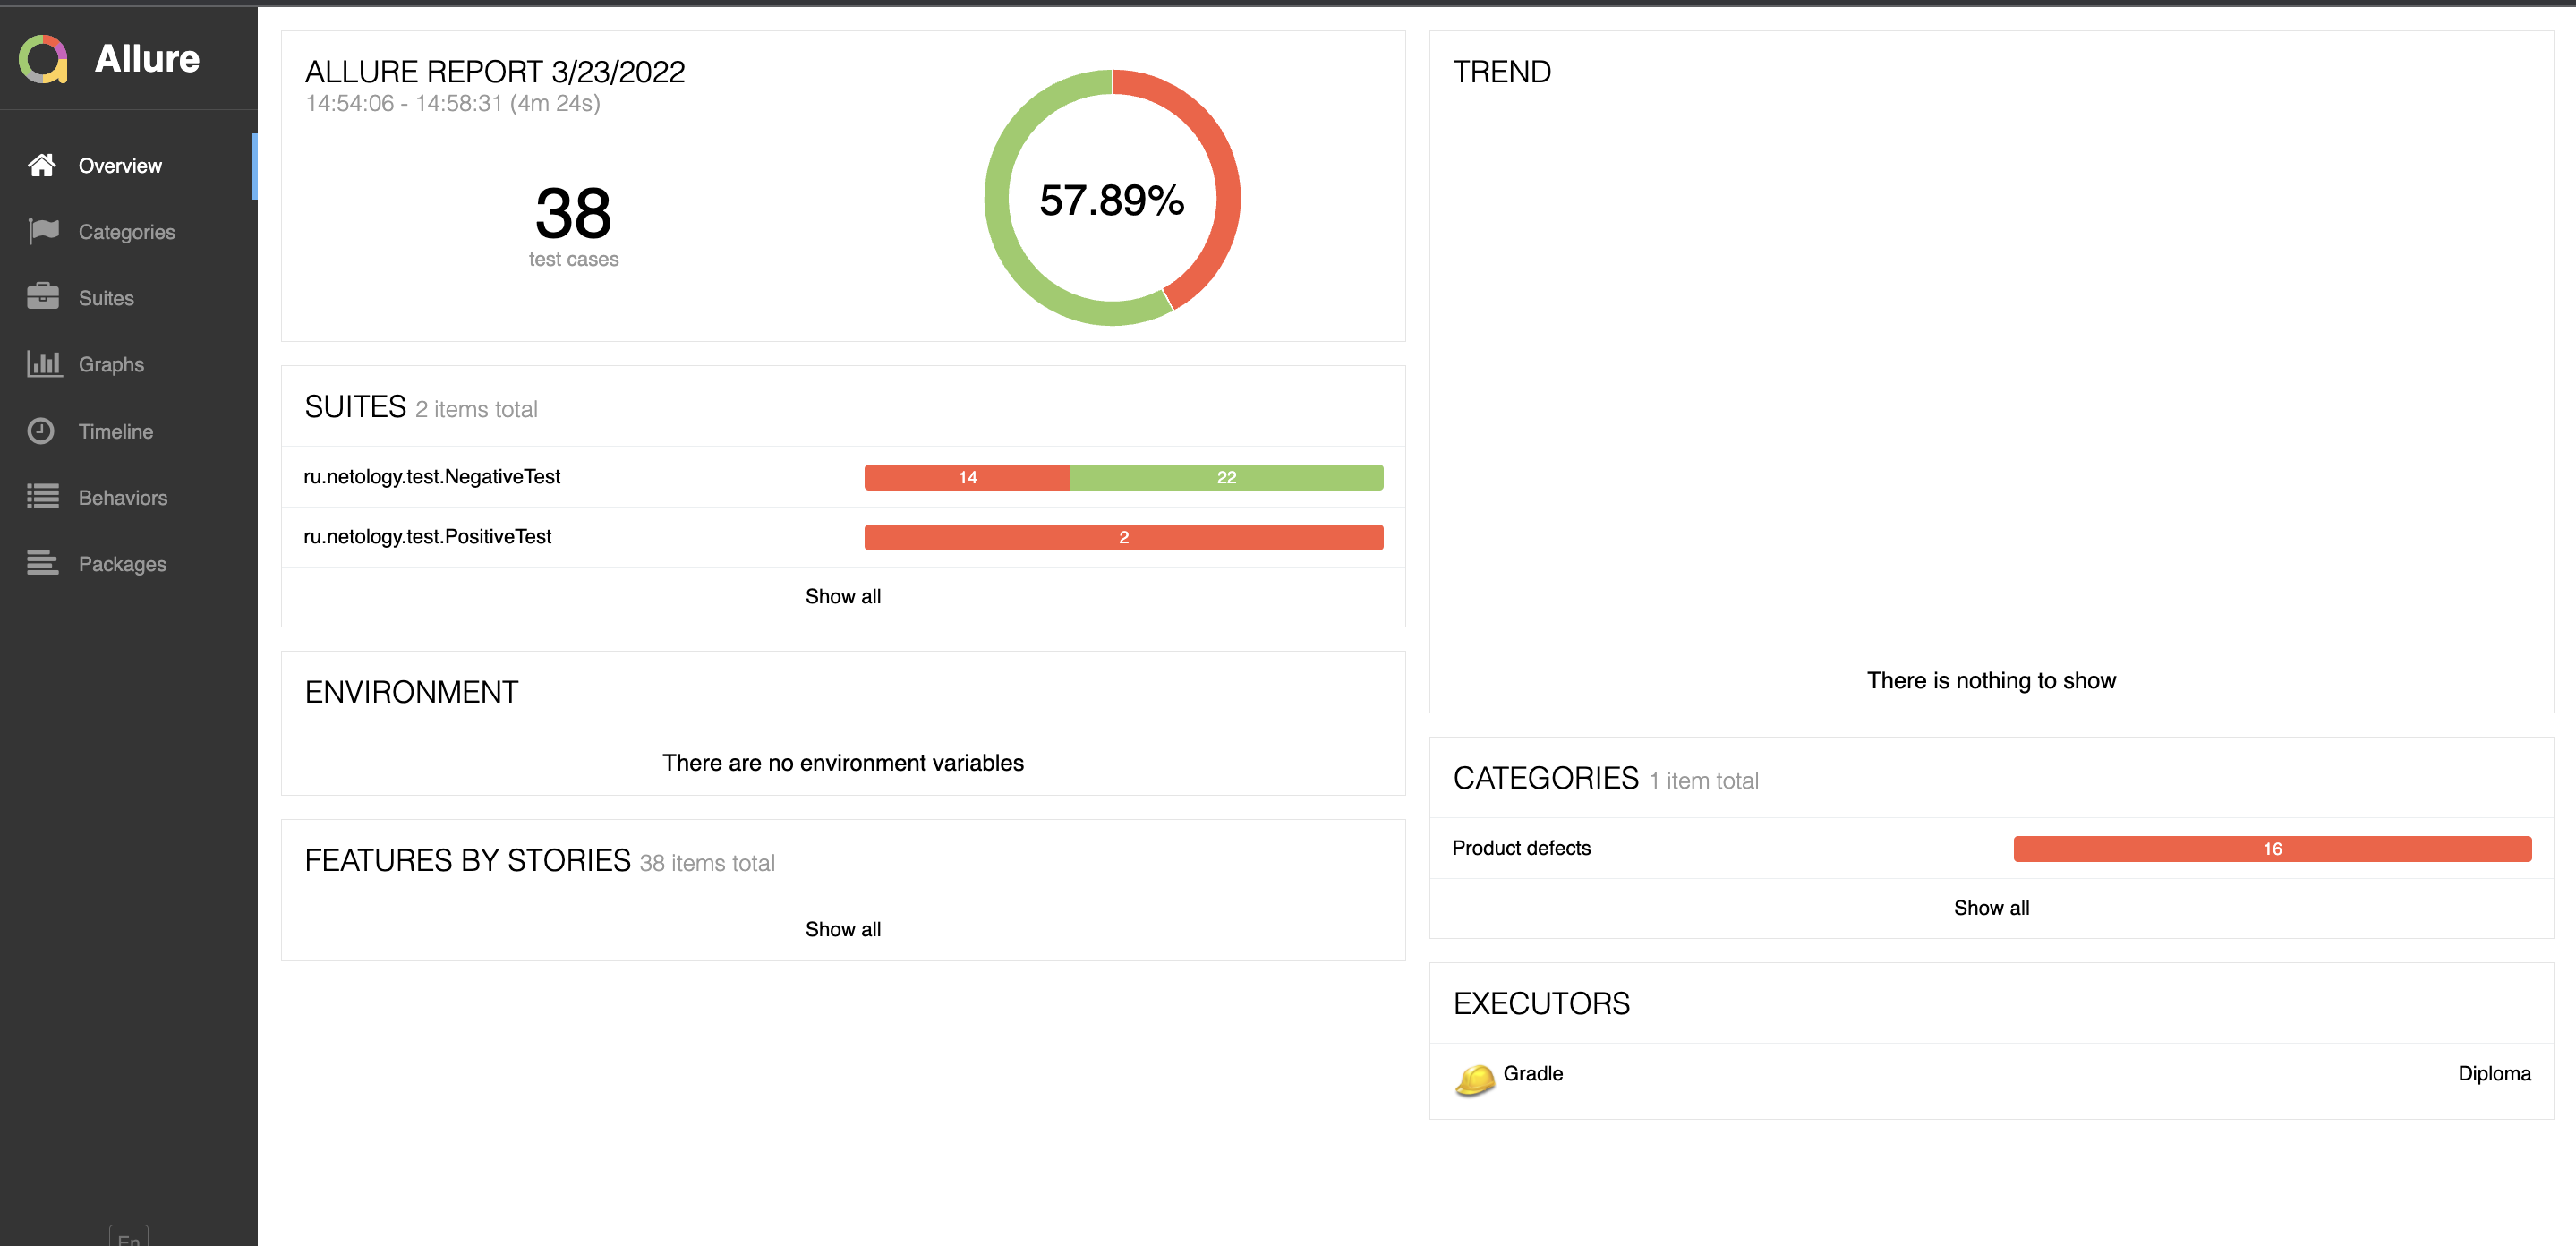 Allure
Overview
Categories
Suites
Graphs
Timeline
Behaviors
Packages
En
ALLURE REPORT 3/23/2022
14:54:06 - 14:58:31 (4m 24s)
38
test cases
57.89%
SUITES 2 items total
ru.netology.test.NegativeTest 14 22
ru.netology.test.PositiveTest 2
Show all
ENVIRONMENT
There are no environment variables
FEATURES BY STORIES 38 items total
Show all
TREND
There is nothing to show
CATEGORIES 1 item total
Product defects 16
Show all
EXECUTORS
Gradle Diploma